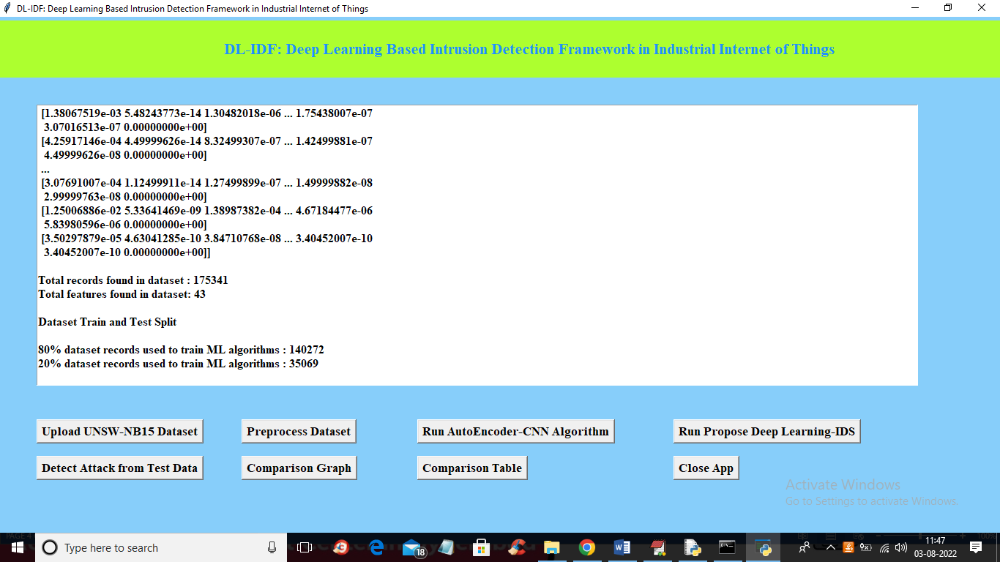 DL-IDF: Deep Learning Based Intrusion Detection Framework in Industrial Internet of Things
DL-IDF: Deep Learning Based Intrusion Detection Framework in Industrial Internet of Things
[1.38067519e-03 5.48243773e-14 1.30482018e-06 ... 1.75438007e-07
3.07016513e-07 0.00000000e+00]
[4.25917146e-04 4.49999626e-14 8.32499307e-07 ... 1.42499881e-07
4.49999626e-08 0.00000000e+00]
...
[3.07691007e-04 1.12499911e-14 1.27499899e-07 ... 1.49999882e-08
2.99999763e-08 0.00000000e+00]
[1.25006886e-02 5.33641469e-09 1.38987382e-04 ... 4.67184477e-06
5.83980596e-06 0.00000000e+00]
[3.50297879e-05 4.63041285e-10 3.84710768e-08 ... 3.40452007e-10
3.40452007e-10 0.00000000e+00]]
Total records found in dataset : 175341
Total features found in dataset: 43
Dataset Train and Test Split
80% dataset records used to train ML algorithms : 140272
20% dataset records used to train ML algorithms : 35069
Upload UNSW-NB15 Dataset
Preprocess Dataset
Run AutoEncoder-CNN Algorithm
Run Propose Deep Learning-IDS
Detect Attack from Test Data
Comparison Graph
Comparison Table
Close App
Activate Windows
Go to Settings to activate Windows.
Type here to search
18
11:47
03-08-2022